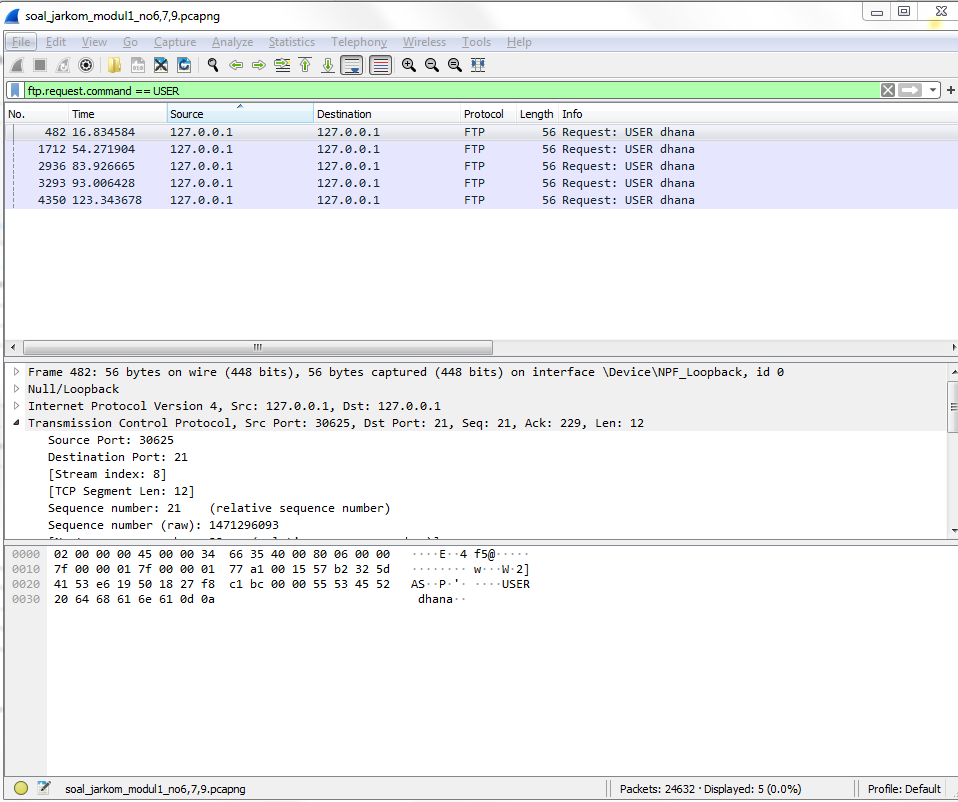 soal_jarkom_modul1_no6,7,9.pcapng
File Edit View Go Capture Analyze Statistics Telephony Wireless Tools Help
ftp.request.command == USER
No. Time Source Destination Protocol Length Info
482 16.834584 127.0.0.1 127.0.0.1 FTP 56 Request: USER dhana
1712 54.271904 127.0.0.1 127.0.0.1 FTP 56 Request: USER dhana
2936 83.926665 127.0.0.1 127.0.0.1 FTP 56 Request: USER dhana
3293 93.006428 127.0.0.1 127.0.0.1 FTP 56 Request: USER dhana
4350 123.343678 127.0.0.1 127.0.0.1 FTP 56 Request: USER dhana
Frame 482: 56 bytes on wire (448 bits), 56 bytes captured (448 bits) on interface \Device\NPF_Loopback, id 0
Null/Loopback
Internet Protocol Version 4, Src: 127.0.0.1, Dst: 127.0.0.1
Transmission Control Protocol, Src Port: 30625, Dst Port: 21, Seq: 21, Ack: 229, Len: 12
Source Port: 30625
Destination Port: 21
[Stream index: 8]
[TCP Segment Len: 12]
Sequence number: 21 (relative sequence number)
Sequence number (raw): 1471296093
0000 02 00 00 00 45 00 00 34 66 35 40 00 80 06 00 00 ····E··4 f5@·····
0010 7f 00 00 01 7f 00 00 01 77 a1 00 15 57 b2 32 5d ········ w···W·2]
0020 41 53 e6 19 50 18 27 f8 c1 bc 00 00 55 53 45 52 AS··P·'· ····USER
0030 20 64 68 61 6e 61 0d 0a dhana··
soal_jarkom_modul1_no6,7,9.pcapng
Packets: 24632 · Displayed: 5 (0.0%)
Profile: Default